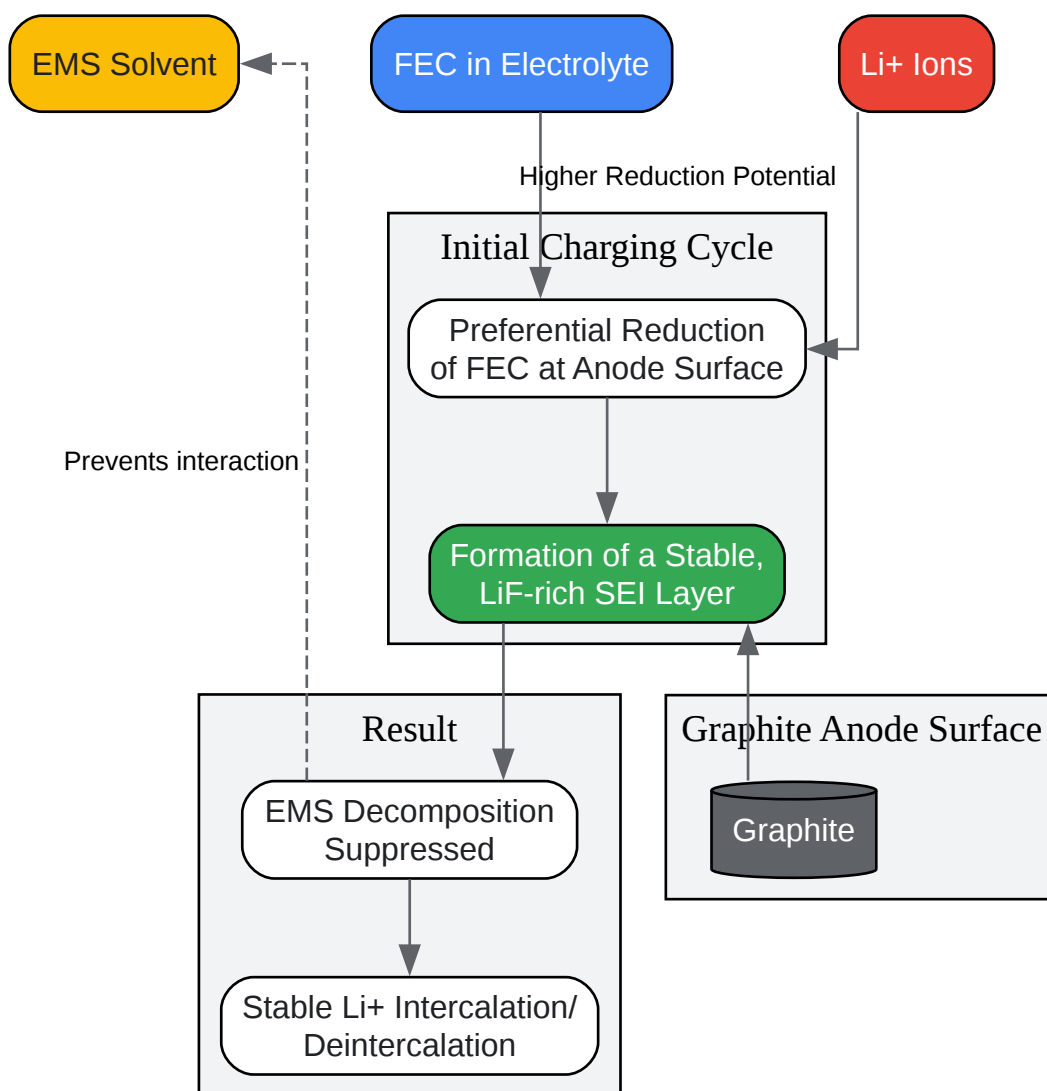 EMS Solvent
FEC in Electrolyte
Li+ Ions
Higher Reduction Potential
Initial Charging Cycle
Preferential Reduction
of FEC at Anode Surface
Prevents interaction
Formation of a Stable,
LiF-rich SEI Layer
Result
Graphite Anode Surface
EMS Decomposition
Suppressed
Graphite
Stable Li+ Intercalation/
Deintercalation